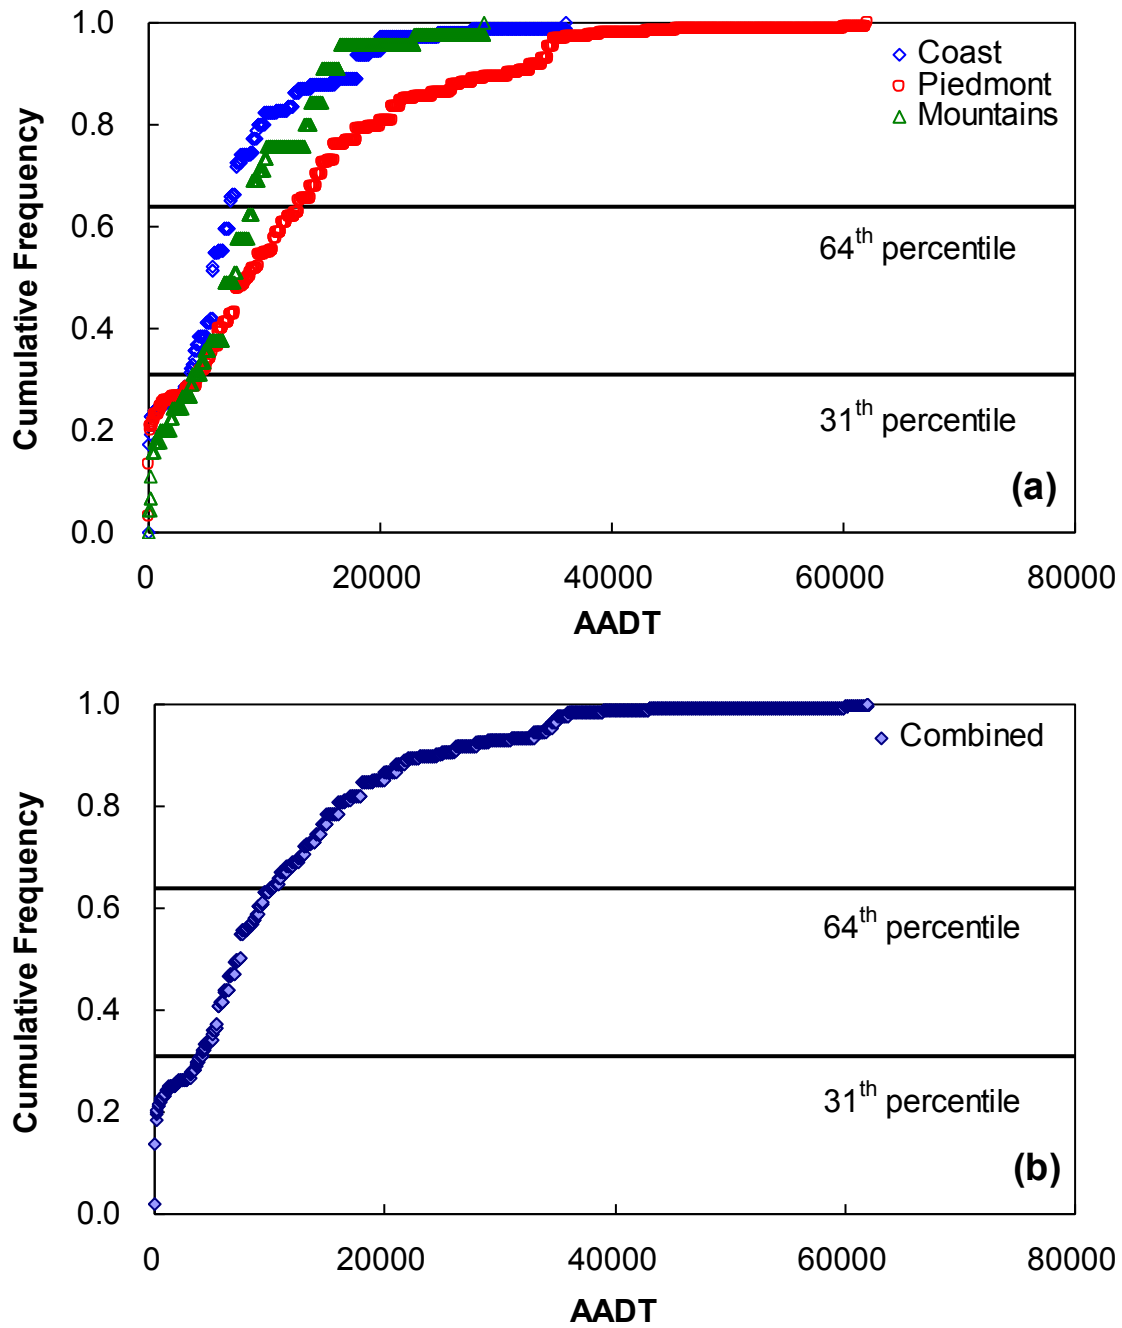 1.0
0.8
0.6
0.4
0.2
0.0
Cumulative Frequency
Coast
Piedmont
Mountains
64th percentile
31th percentile
(a)
0 20000 40000 60000 80000
AADT
1.0
0.8
0.6
0.4
0.2
0.0
Cumulative Frequency
Combined
64th percentile
31th percentile
(b)
0 20000 40000 60000 80000
AADT